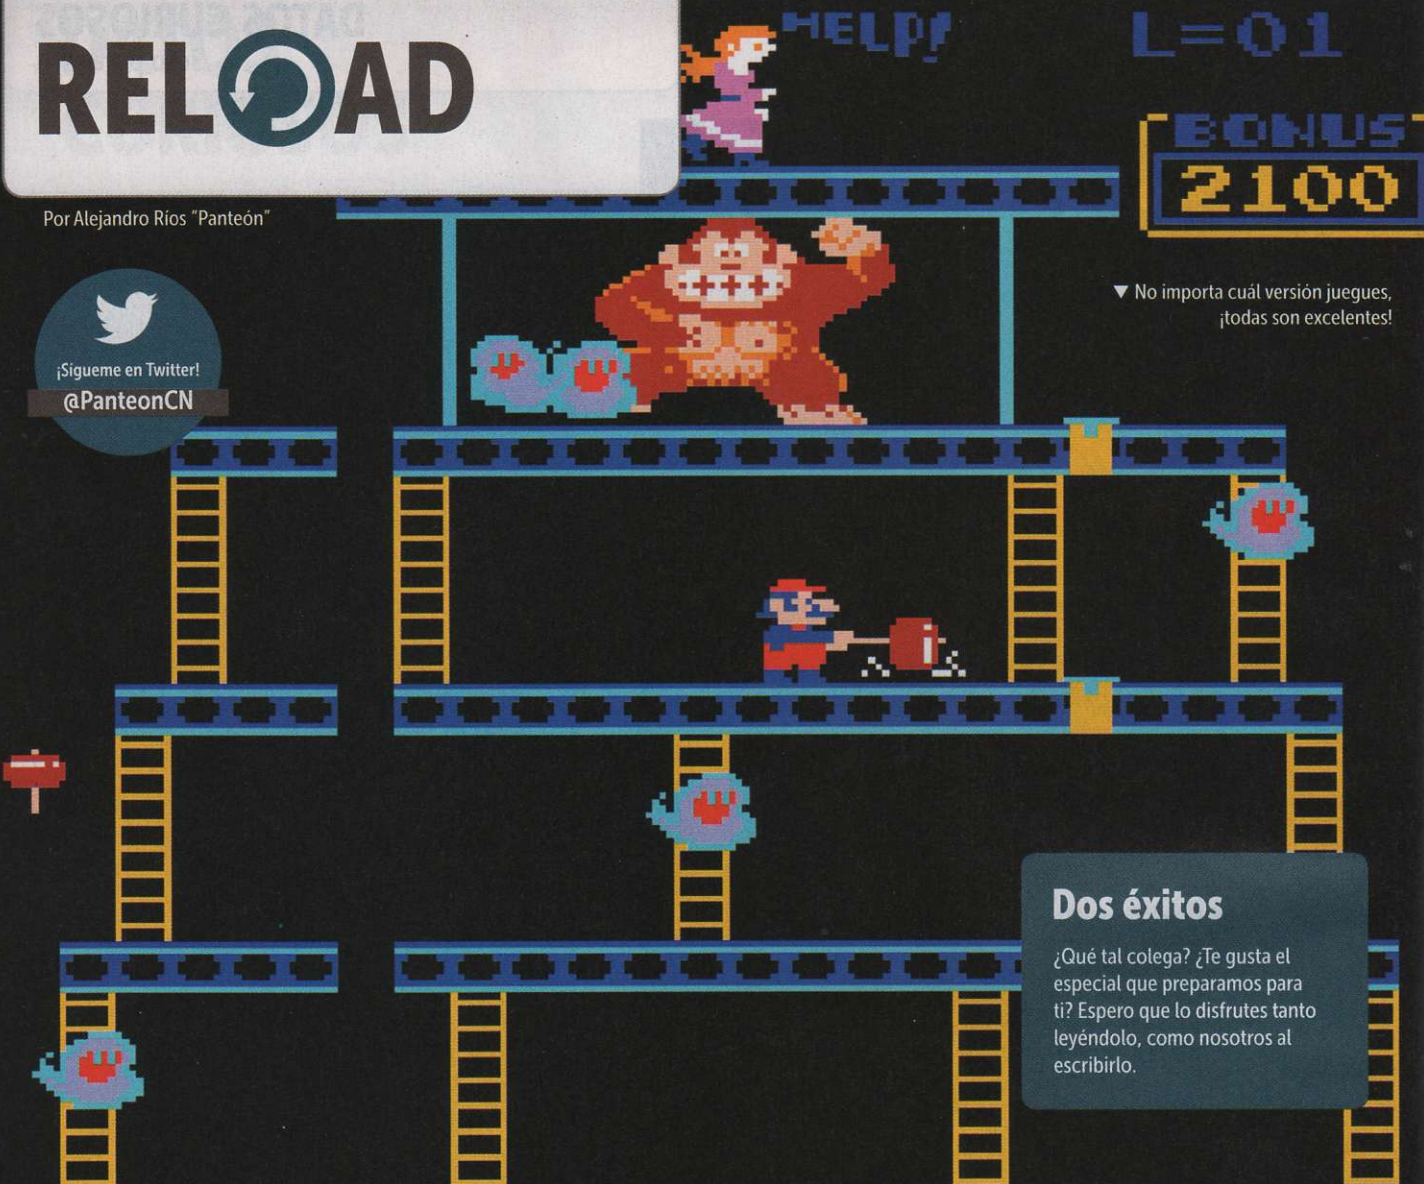 RELOAD
Por Alejandro Ríos "Panteón"
¡Sígueme en Twitter!
@PanteonCN
HELP!
L=01
BONUS
2100
▼ No importa cuál versión juegues,
¡todas son excelentes!
Dos éxitos
¿Qué tal colega? ¿Te gusta el
especial que preparamos para
ti? Espero que lo disfrutes tanto
leyéndolo, como nosotros al
escribirlo.
DATOS CURIOSOS